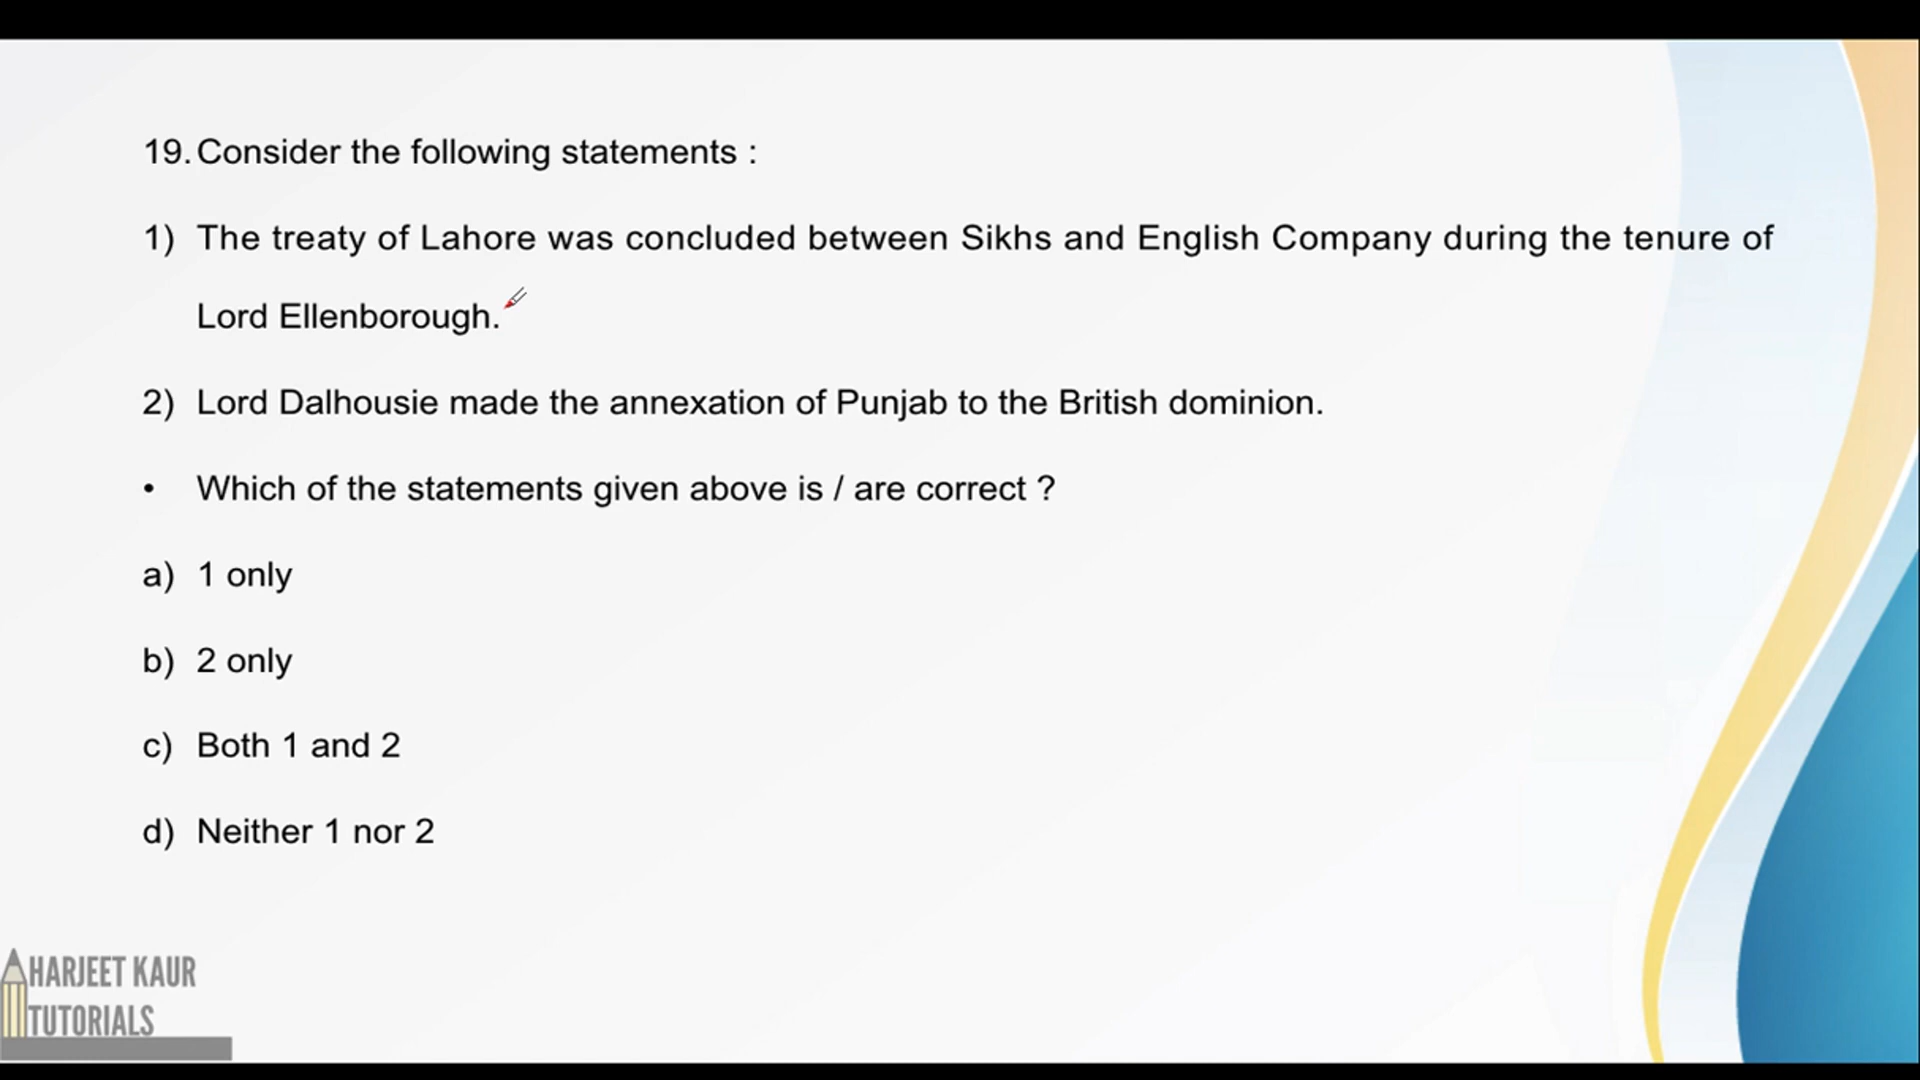 19. Consider the following statements :
1) The treaty of Lahore was concluded between Sikhs and English Company during the tenure of
Lord Ellenborough.
2) Lord Dalhousie made the annexation of Punjab to the British dominion.
• Which of the statements given above is / are correct ?
a) 1 only
b) 2 only
c) Both 1 and 2
d) Neither 1 nor 2
HARJEET KAUR
TUTORIALS